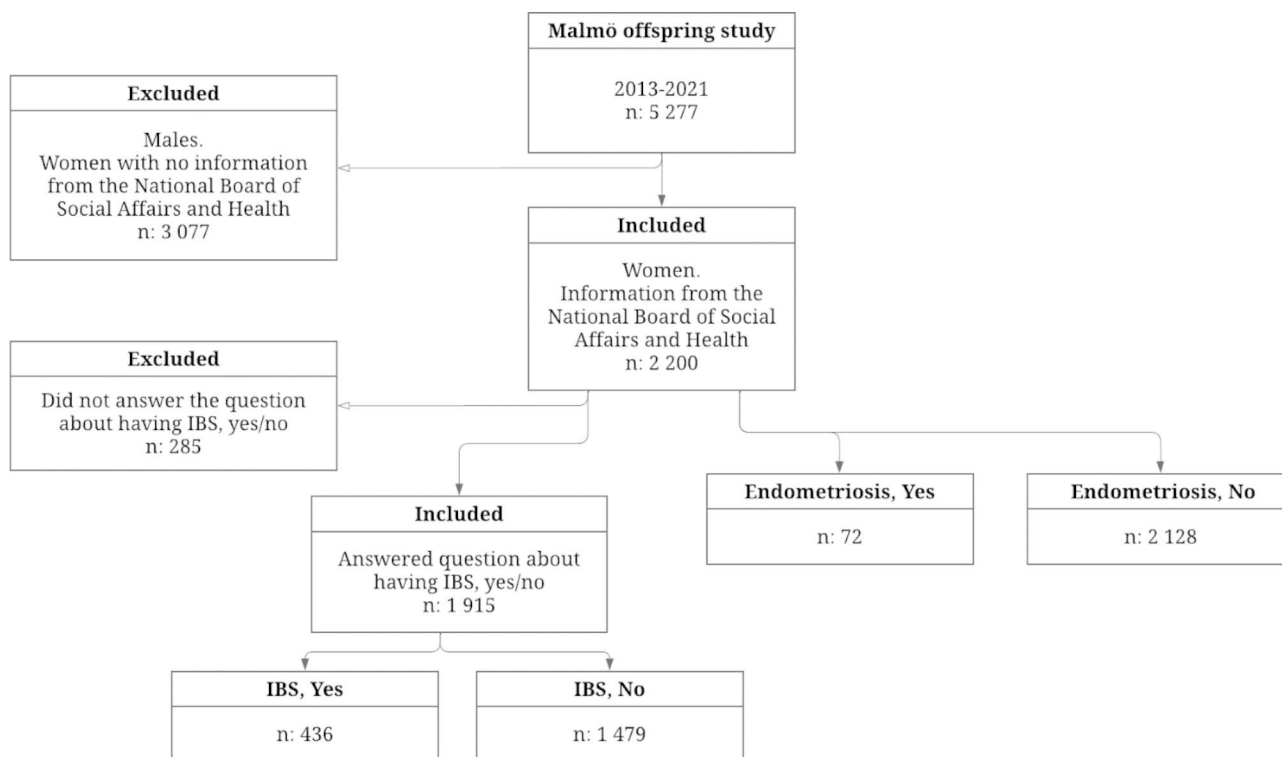 Malmö offspring study
2013-2021
n: 5 277
Excluded
Males.
Women with no information
from the National Board of
Social Affairs and Health
n: 3 077
Included
Women.
Information from the
National Board of Social
Affairs and Health
n: 2 200
Excluded
Did not answer the question
about having IBS, yes/no
n: 285
Endometriosis, Yes
n: 72
Endometriosis, No
n: 2 128
Included
Answered question about
having IBS, yes/no
n: 1 915
IBS, Yes
n: 436
IBS, No
n: 1 479